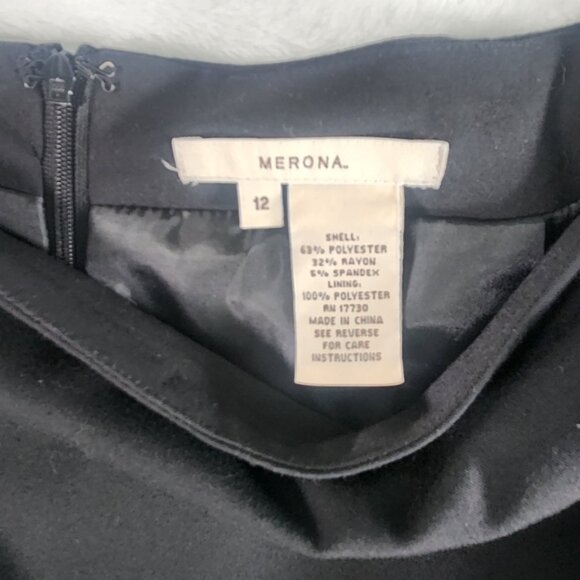 MERONA™
12
SHELL:
63% POLYESTER
32% RAYON
5% SPANDEX
LINING:
100% POLYESTER
RN 17730
MADE IN CHINA
SEE REVERSE
FOR CARE
INSTRUCTIONS